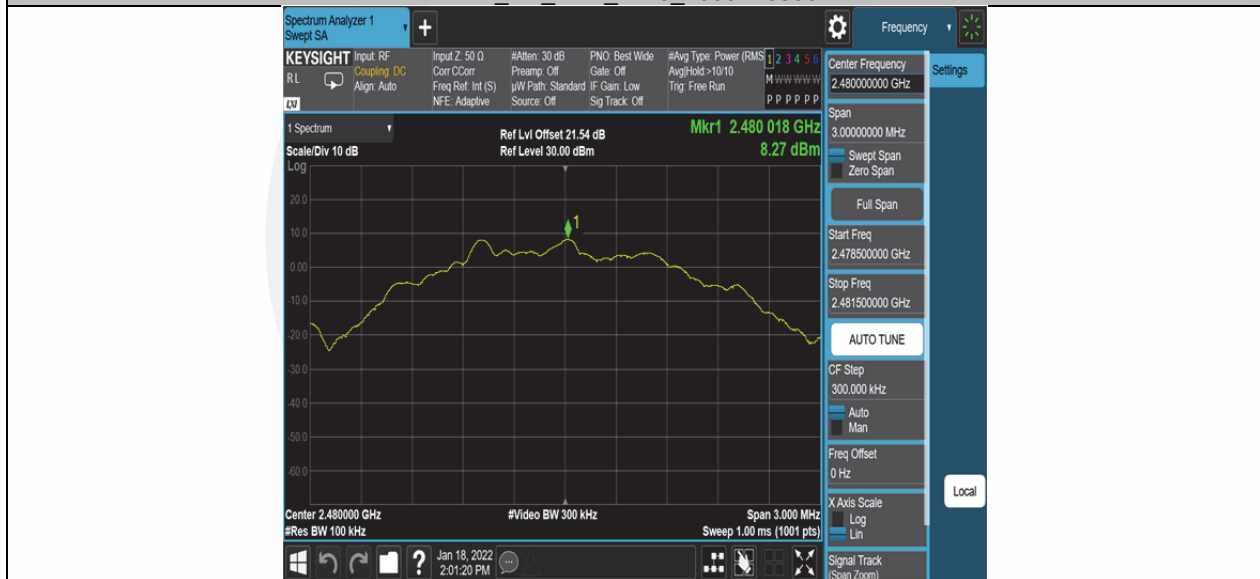 Spectrum Analyzer 1
Swept SA
+
Frequency
KEYSIGHT
RL
LXI
Input: RF
Coupling: DC
Align: Auto
Input Z: 50 Ω
Corr CCorr
Freq Ref: Int (S)
NFE: Adaptive
#Atten: 30 dB
Preamp: Off
µW Path: Standard
Source: Off
PNO: Best Wide
Gate: Off
IF Gain: Low
Sig Track: Off
#Avg Type: Power (RMS
Avg|Hold:>10/10
Trig: Free Run
1 2 3 4 5 6
M W W W W W
P P P P P P
1 Spectrum
Scale/Div 10 dB
Log
Ref Lvl Offset 21.54 dB
Ref Level 30.00 dBm
Mkr1 2.480 018 GHz
8.27 dBm
20.0
10.0
0.00
-10.0
-20.0
-30.0
-40.0
-50.0
-60.0
1
Center 2.480000 GHz
#Res BW 100 kHz
#Video BW 300 kHz
Span 3.000 MHz
Sweep 1.00 ms (1001 pts)
Center Frequency
2.480000000 GHz
Span
3.00000000 MHz
Swept Span
Zero Span
Full Span
Start Freq
2.478500000 GHz
Stop Freq
2.481500000 GHz
AUTO TUNE
CF Step
300.000 kHz
Auto
Man
Freq Offset
0 Hz
X Axis Scale
Log
Lin
Signal Track
(Span Zoom)
Settings
Local
?
Jan 18, 2022
2:01:20 PM